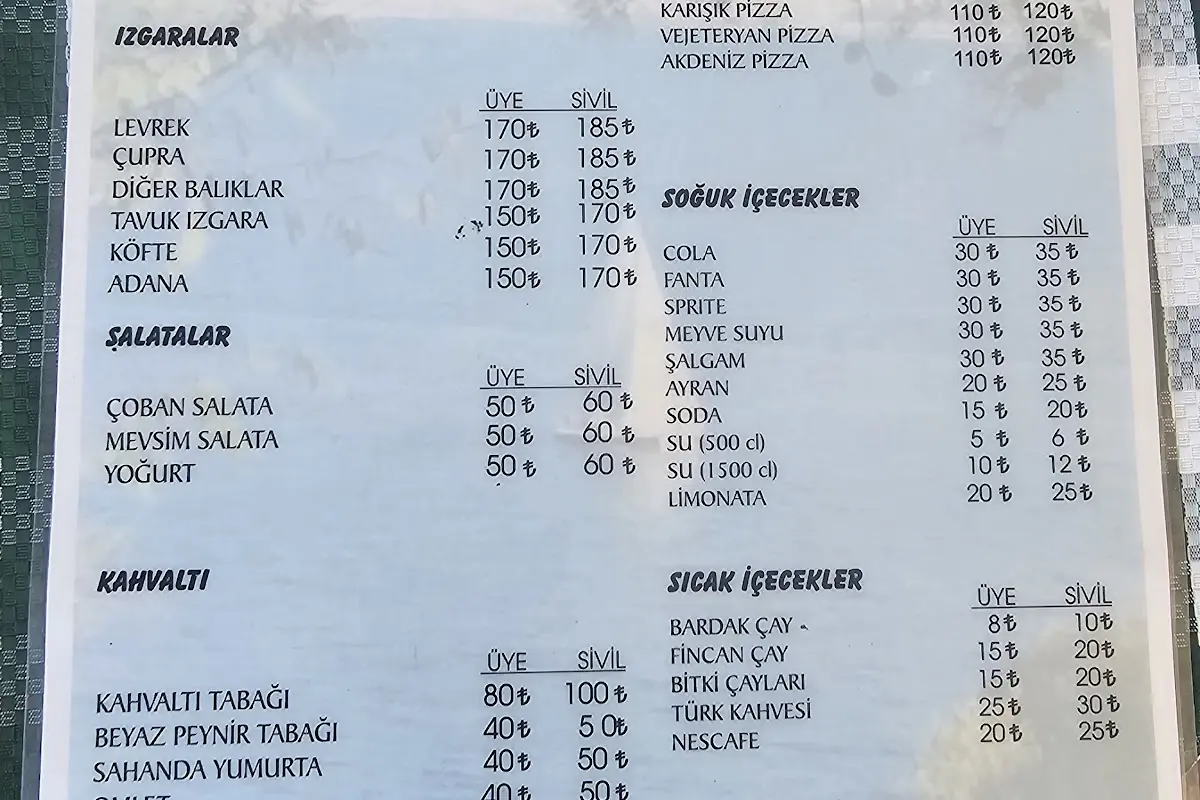 IZGARALAR
ÜYE SİVİL
LEVREK 170₺ 185₺
ÇUPRA 170₺ 185₺
DİĞER BALIKLAR 170₺ 185₺
TAVUK IZGARA 150₺ 170₺
KÖFTE 150₺ 170₺
ADANA 150₺ 170₺
ŞALATALAR
ÜYE SİVİL
ÇOBAN SALATA 50₺ 60₺
MEVSİM SALATA 50₺ 60₺
YOĞURT 50₺ 60₺
KAHVALTI
ÜYE SİVİL
KAHVALTI TABAĞI 80₺ 100₺
BEYAZ PEYNİR TABAĞI 40₺ 5 0₺
SAHANDA YUMURTA 40₺ 50₺
OMLET 40₺ 50₺
KARIŞIK PİZZA 110₺ 120₺
VEJETERYAN PİZZA 110₺ 120₺
AKDENİZ PİZZA 110₺ 120₺
SOĞUK İÇECEKLER
ÜYE SİVİL
COLA 30₺ 35₺
FANTA 30₺ 35₺
SPRITE 30₺ 35₺
MEYVE SUYU 30₺ 35₺
ŞALGAM 30₺ 35₺
AYRAN 20₺ 25₺
SODA 15₺ 20₺
SU (500 cl) 5₺ 6₺
SU (1500 cl) 10₺ 12₺
LİMONATA 20₺ 25₺
SICAK İÇECEKLER
ÜYE SİVİL
BARDAK ÇAY 8₺ 10₺
FİNCAN ÇAY 15₺ 20₺
BİTKİ ÇAYLARI 15₺ 20₺
TÜRK KAHVESİ 25₺ 30₺
NESCAFE 20₺ 25₺